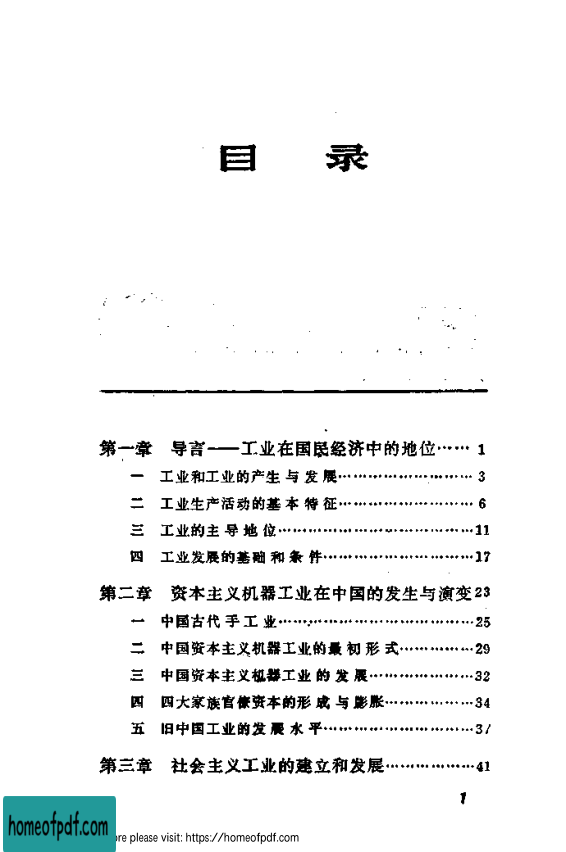 目 录
第一章 导言——工业在国民经济中的地位…… 1
一 工业和工业的产生与发展………………………… 3
二 工业生产活动的基本特征………………………… 6
三 工业的主导地位……………………………………11
四 工业发展的基础和条件……………………………17
第二章 资本主义机器工业在中国的发生与演变23
一 中国古代手工业……………………………………25
二 中国资本主义机器工业的最初形式………………29
三 中国资本主义机器工业的发展……………………32
四 四大家族官僚资本的形成与膨胀…………………34
五 旧中国工业的发展水平……………………………37
第三章 社会主义工业的建立和发展………………41
1
homeofpdf.com
ore please visit: https://homeofpdf.com